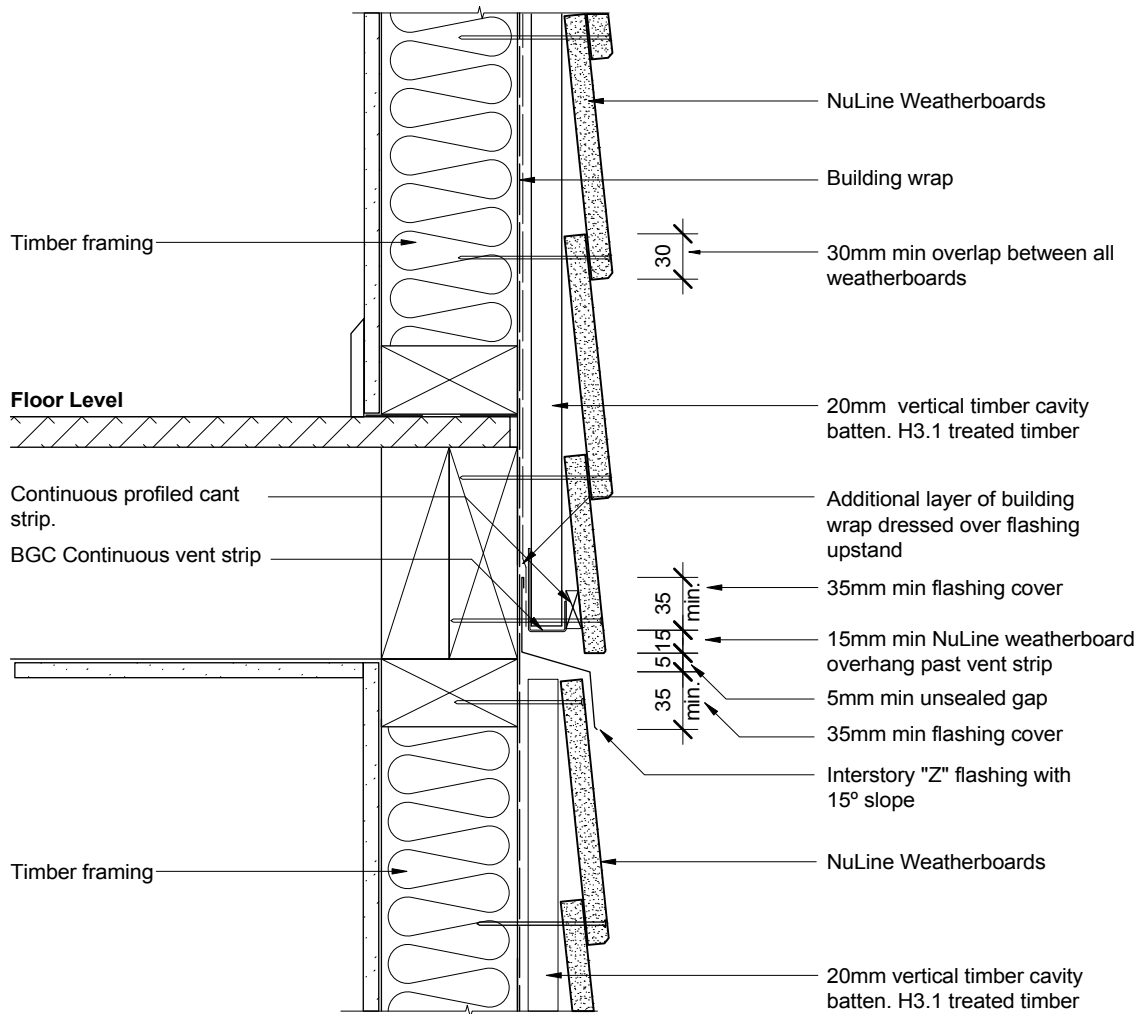 NuLine Weatherboards
Building wrap
Timber framing
30
30mm min overlap between all
weatherboards
Floor Level
20mm vertical timber cavity
batten. H3.1 treated timber
Continuous profiled cant
strip.
Additional layer of building
wrap dressed over flashing
upstand
BGC Continuous vent strip
35
min.
35mm min flashing cover
15
15mm min NuLine weatherboard
overhang past vent strip
5
5mm min unsealed gap
35
min.
35mm min flashing cover
Interstory "Z" flashing with
15º slope
Timber framing
NuLine Weatherboards
20mm vertical timber cavity
batten. H3.1 treated timber